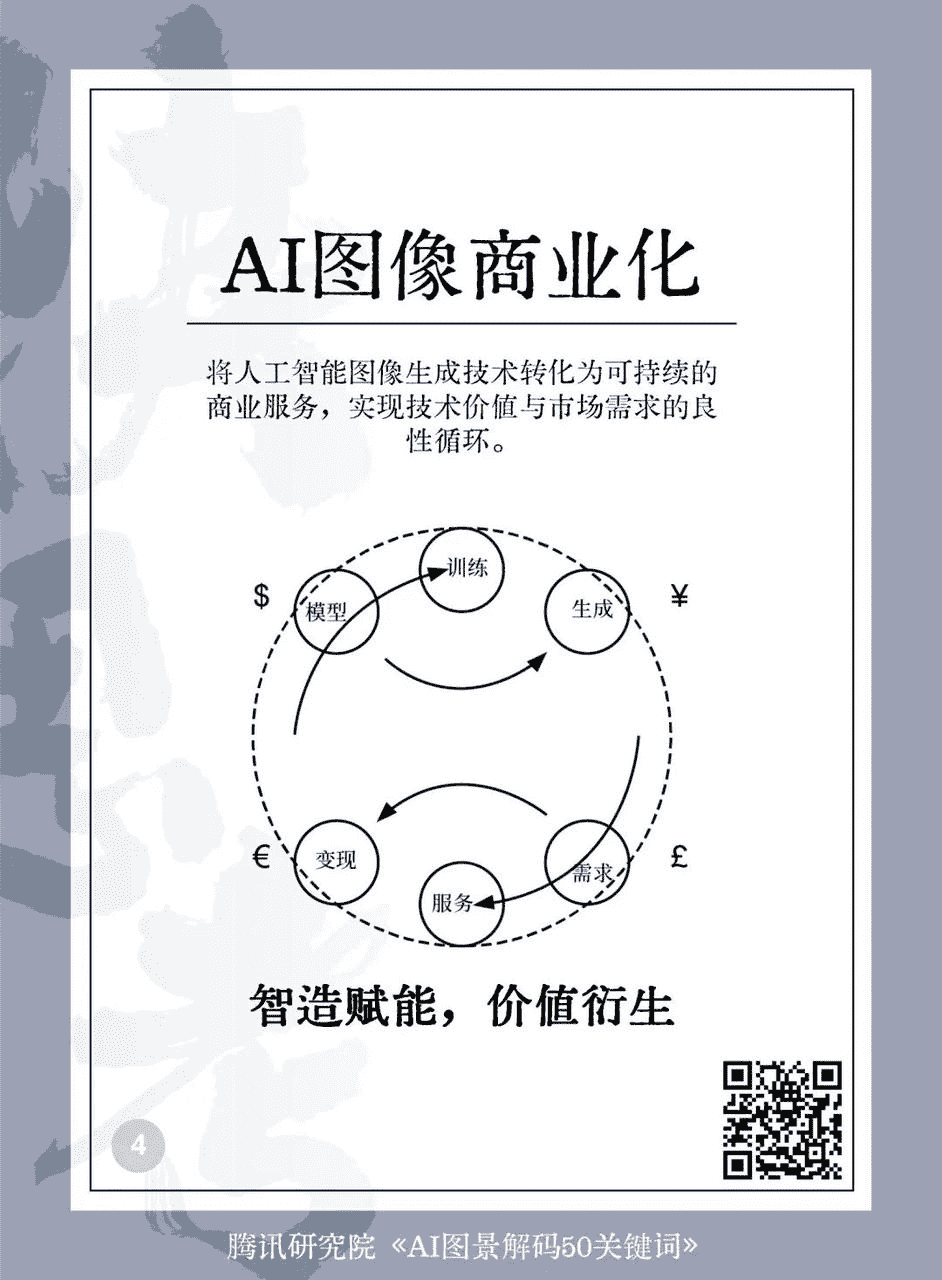 AI图像商业化
将人工智能图像生成技术转化为可持续的
商业服务，实现技术价值与市场需求的良
性循环。
训练
$
模型
生成
¥
€
变现
需求
£
服务
智造赋能，价值衍生
4
腾讯研究院《AI图景解码50关键词》